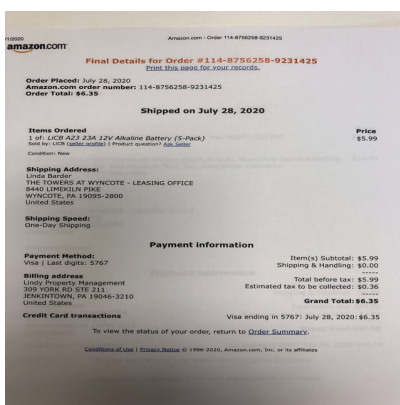 1/2020
Amazon.com - Order 114-8756258-9231425
amazon.com
Final Details for Order #114-8756258-9231425
Print this page for your records.
Order Placed: July 28, 2020
Amazon.com order number: 114-8756258-9231425
Order Total: $6.35
Shipped on July 28, 2020
Items Ordered Price
1 of: LiCB A23 23A 12V Alkaline Battery (5-Pack) $5.99
Sold by: LiCB (seller profile) | Product question? Ask Seller
Condition: New
Shipping Address:
Linda Barder
THE TOWERS AT WYNCOTE - LEASING OFFICE
8440 LIMEKILN PIKE
WYNCOTE, PA 19095-2800
United States
Shipping Speed:
One-Day Shipping
Payment information
Payment Method:
Visa | Last digits: 5767
Billing address
Lindy Property Management
309 YORK RD STE 211
JENKINTOWN, PA 19046-3210
United States
Item(s) Subtotal: $5.99
Shipping & Handling: $0.00
-----
Total before tax: $5.99
Estimated tax to be collected: $0.36
-----
Grand Total: $6.35
Credit Card transactions Visa ending in 5767: July 28, 2020: $6.35
To view the status of your order, return to Order Summary.
Conditions of Use | Privacy Notice © 1996-2020, Amazon.com, Inc. or its affiliates